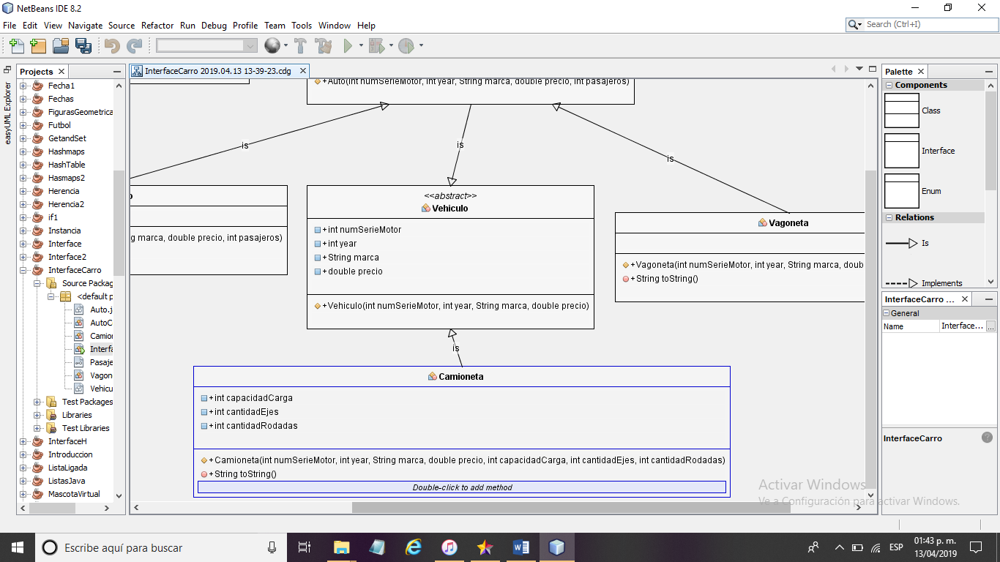 NetBeans IDE 8.2
File Edit View Navigate Source Refactor Run Debug Profile Team Tools Window Help
Search (Ctrl+I)
easyUML Explorer
Projects
Fecha1
Fechas
FigurasGeometrica
Futbol
GetandSet
Hashmaps
HashTable
Hasmaps2
Herencia
Herencia2
if1
Instancia
Interface
Interface2
InterfaceCarro
Source Packag
<default p
Auto.j
AutoC
Camion
Interfa
Pasaje
Vagon
Vehicu
Test Packages
Libraries
Test Libraries
InterfaceH
Introduccion
ListaLigada
ListasJava
MascotaVirtual
InterfaceCarro 2019.04.13 13-39-23.cdg
+Auto(int numSerieMotor, int year, String marca, double precio, int pasajeros)
is
is
is
o
g marca, double precio, int pasajeros)
<<abstract>>
Vehiculo
+int numSerieMotor
+int year
+String marca
+double precio
+Vehiculo(int numSerieMotor, int year, String marca, double precio)
Vagoneta
+Vagoneta(int numSerieMotor, int year, String marca, doub
+String toString()
is
Camioneta
+int capacidadCarga
+int cantidadEjes
+int cantidadRodadas
+Camioneta(int numSerieMotor, int year, String marca, double precio, int capacidadCarga, int cantidadEjes, int cantidadRodadas)
+String toString()
Double-click to add method
Palette
Components
Class
Interface
Enum
Relations
Is
Implements
InterfaceCarro ...
General
Name Interface... ...
InterfaceCarro
Activar Windows
Ve a Configuración para activar Windows.
Escribe aquí para buscar
ESP
01:43 p. m.
13/04/2019